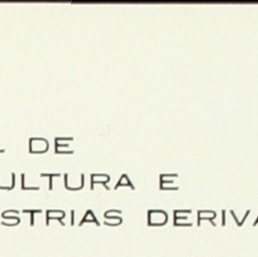 L DE
ULTURA E
STRIAS DERIVA